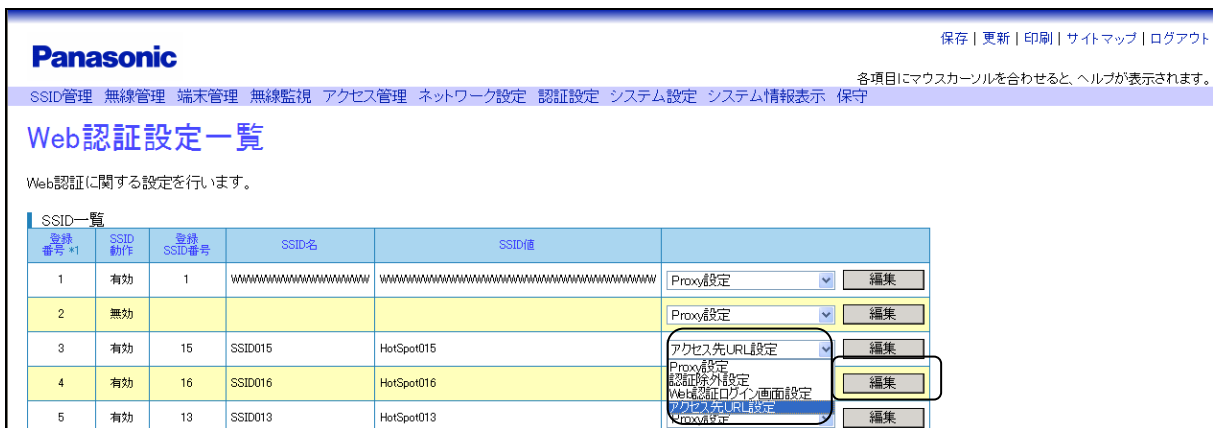 保存 | 更新 | 印刷 | サイトマップ | ログアウト
Panasonic
各項目にマウスカーソルを合わせると、ヘルプが表示されます。
SSID管理 無線管理 端末管理 無線監視 アクセス管理 ネットワーク設定 認証設定 システム設定 システム情報表示 保守
Web認証設定一覧
Web認証に関する設定を行います。
SSID一覧
登録番号 *1 SSID動作 登録SSID番号 SSID名 SSID値
1 有効 1 Proxy設定 編集
2 無効 Proxy設定 編集
3 有効 15 SSID015 HotSpot015 アクセス先URL設定 編集
Proxy設定
認証除外設定
4 有効 16 SSID016 HotSpot016 編集
Web認証ログイン画面設定
アクセス先URL設定
5 有効 13 SSID013 HotSpot013 Proxy設定 編集